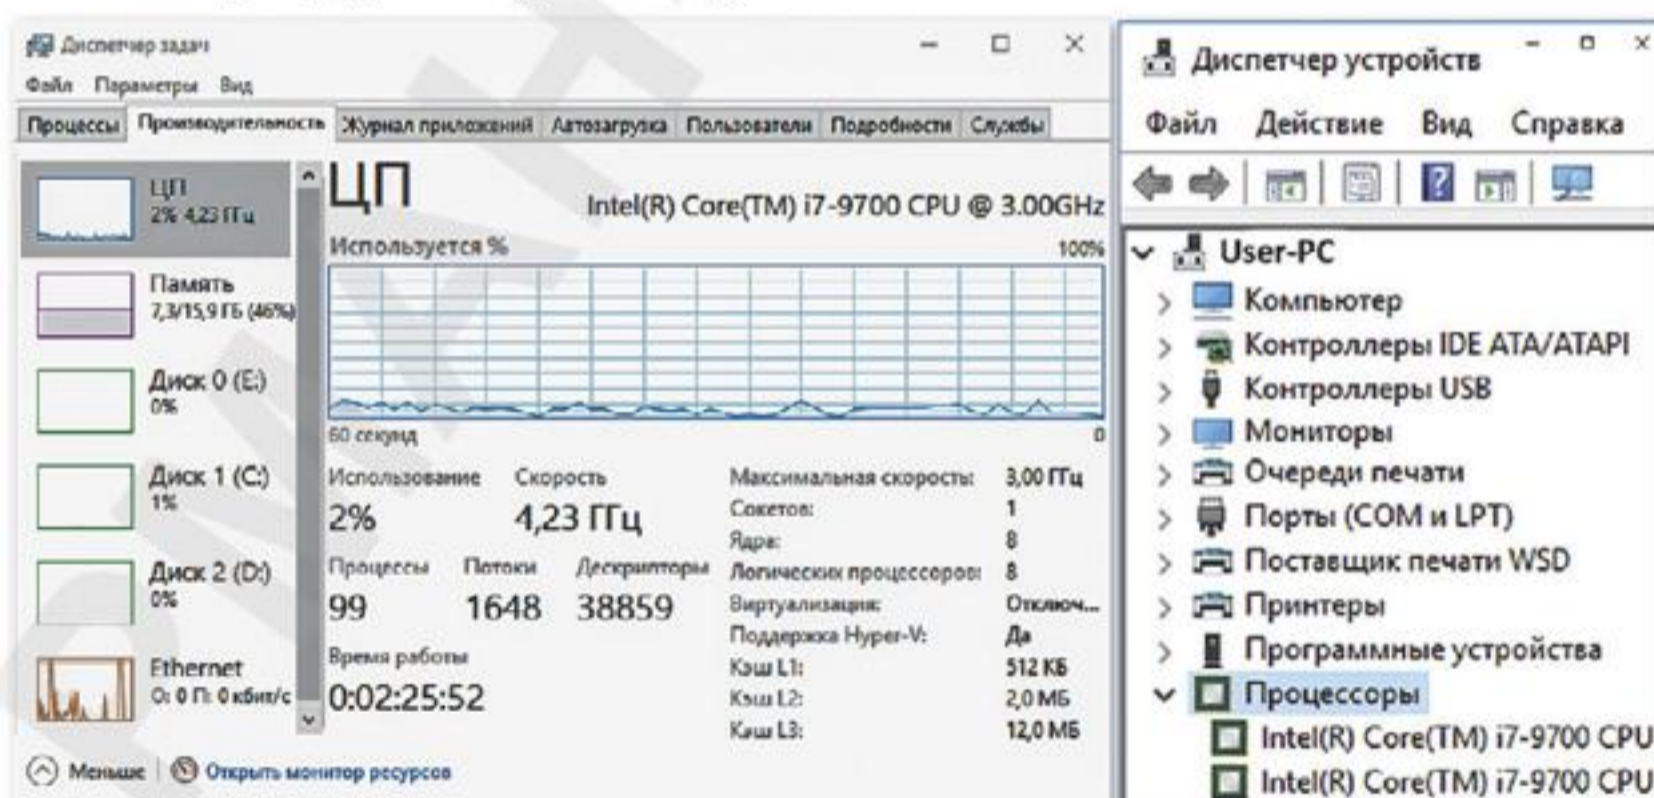 Диспетчер задач
Файл Параметры Вид
Процессы Производительность Журнал приложений Автозагрузка Пользователи Подробности Службы
ЦП
2% 4,23 ГГц
Память
7,3/15,9 ГБ (46%)
Диск 0 (E:)
0%
Диск 1 (C:)
1%
Диск 2 (D:)
0%
Ethernet
О: 0 П: 0 кбит/с
ЦП
Intel(R) Core(TM) i7-9700 CPU @ 3.00GHz
Используется %
100%
60 секунд
0
Использование Скорость
2% 4,23 ГГц
Процессы Потоки Дескрипторы
99 1648 38859
Время работы
0:02:25:52
Максимальная скорость: 3,00 ГГц
Сокетов: 1
Ядра: 8
Логических процессоров: 8
Виртуализация: Отключ...
Поддержка Hyper-V: Да
Кэш L1: 512 КБ
Кэш L2: 2,0 МБ
Кэш L3: 12,0 МБ
Меньше Открыть монитор ресурсов
Диспетчер устройств
Файл Действие Вид Справка
User-PC
Компьютер
Контроллеры IDE ATA/ATAPI
Контроллеры USB
Мониторы
Очереди печати
Порты (COM и LPT)
Поставщик печати WSD
Принтеры
Программные устройства
Процессоры
Intel(R) Core(TM) i7-9700 CPU
Intel(R) Core(TM) i7-9700 CPU